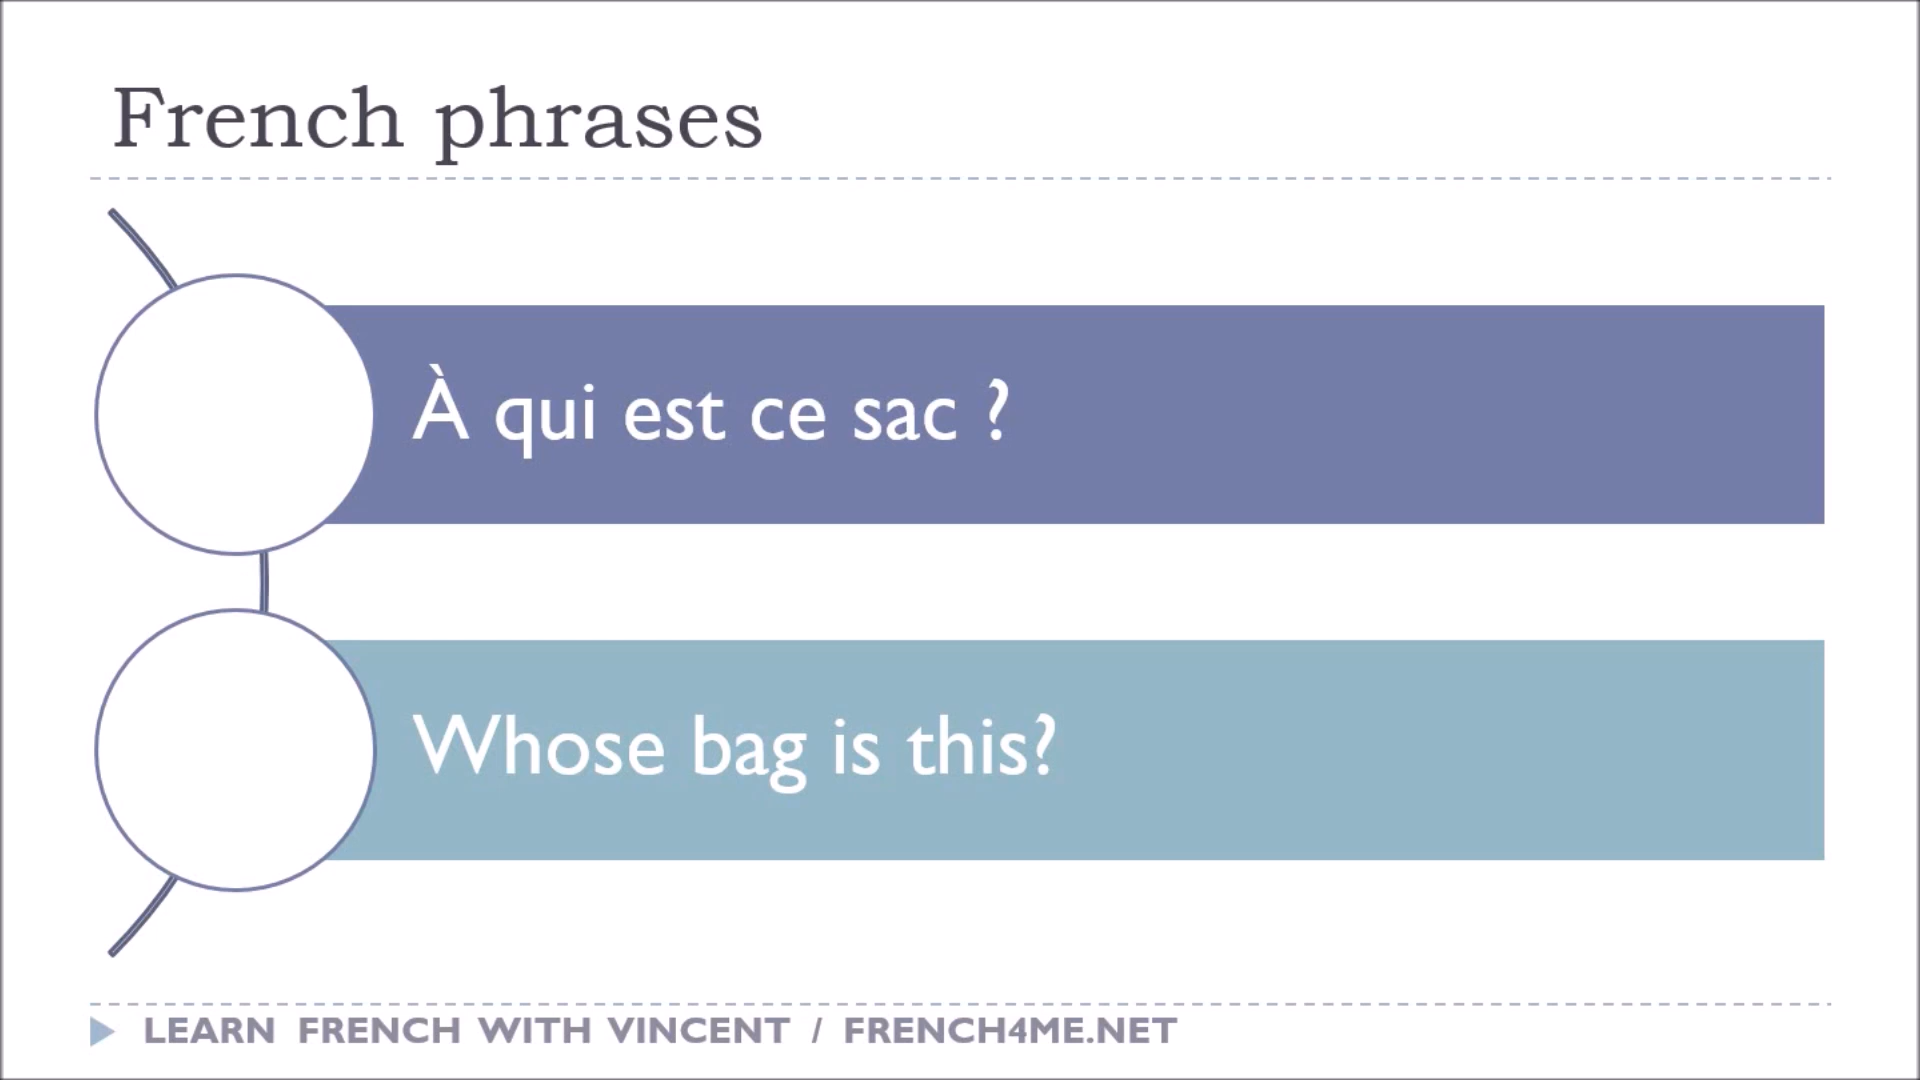 French phrases
À qui est ce sac ?
Whose bag is this?
LEARN FRENCH WITH VINCENT / FRENCH4ME.NET